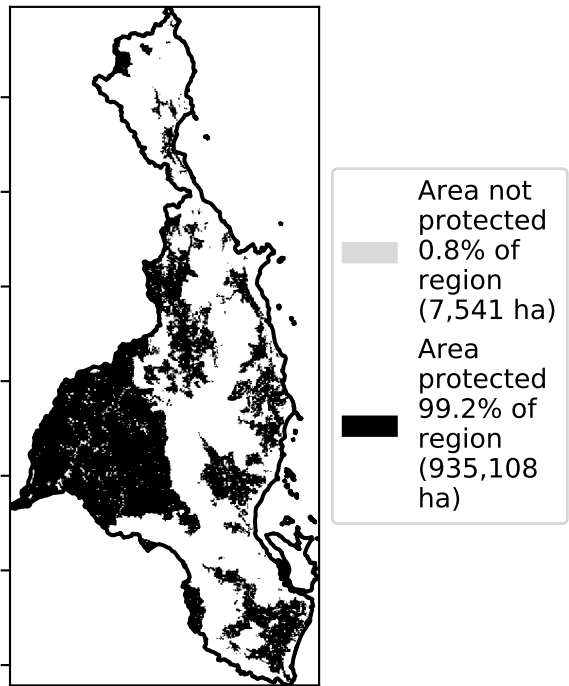 Area not
protected
0.8% of
region
(7,541 ha)
Area
protected
99.2% of
region
(935,108
ha)